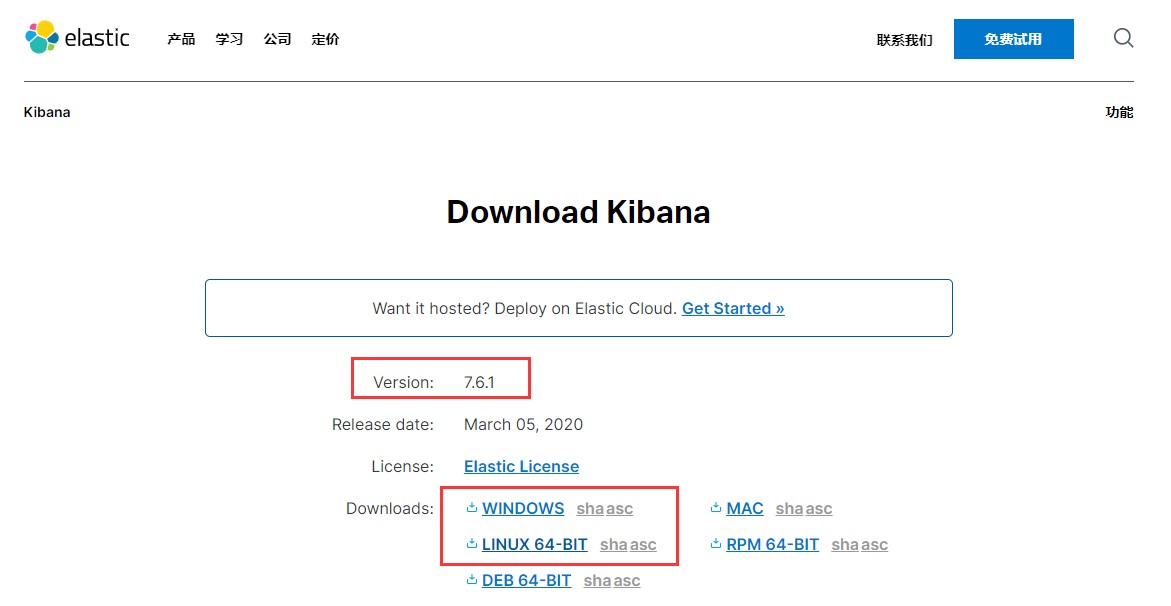 elastic 产品 学习 公司 定价 联系我们 免费试用
Kibana 功能
Download Kibana
Want it hosted? Deploy on Elastic Cloud. Get Started »
Version: 7.6.1
Release date: March 05, 2020
License: Elastic License
Downloads: WINDOWS sha asc MAC sha asc
LINUX 64-BIT sha asc RPM 64-BIT sha asc
DEB 64-BIT sha asc